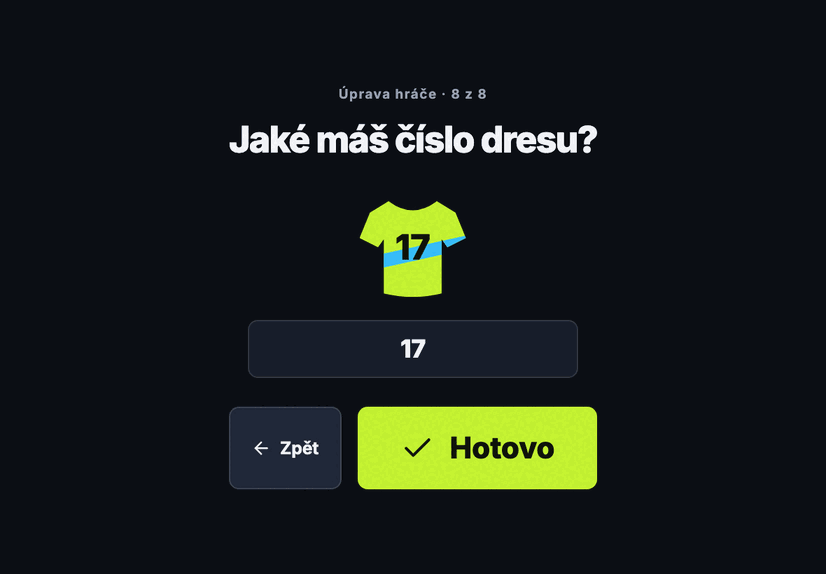 Úprava hráče · 8 z 8
Jaké máš číslo dresu?
17
17
← Zpět
✓ Hotovo